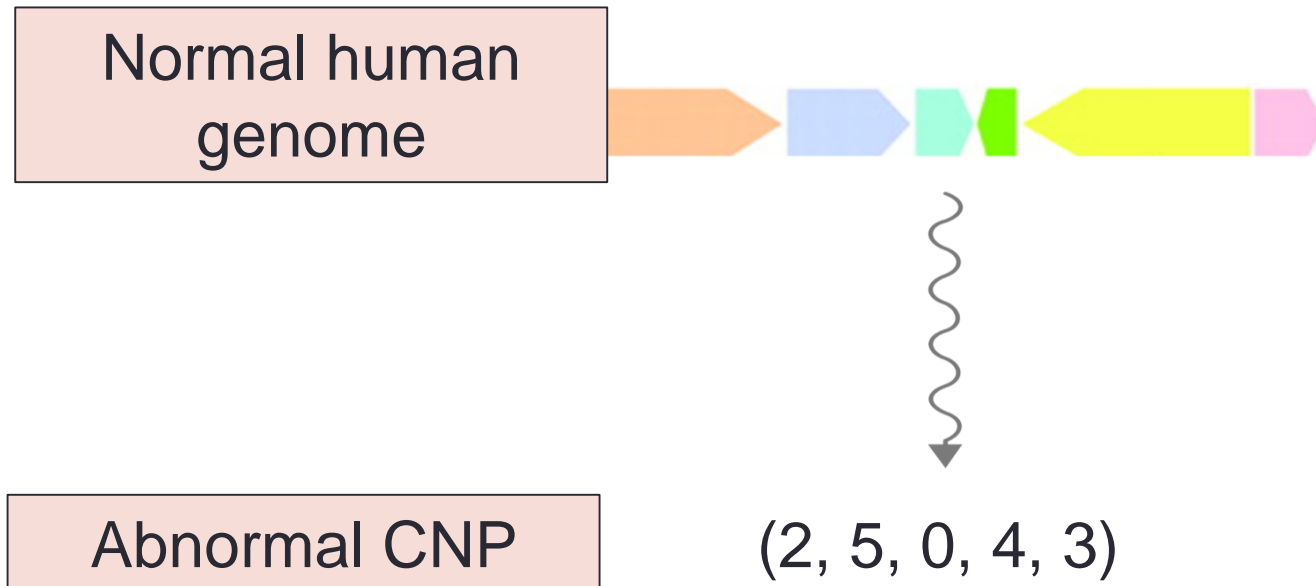 Normal human
genome
Abnormal CNP
(2, 5, 0, 4, 3)